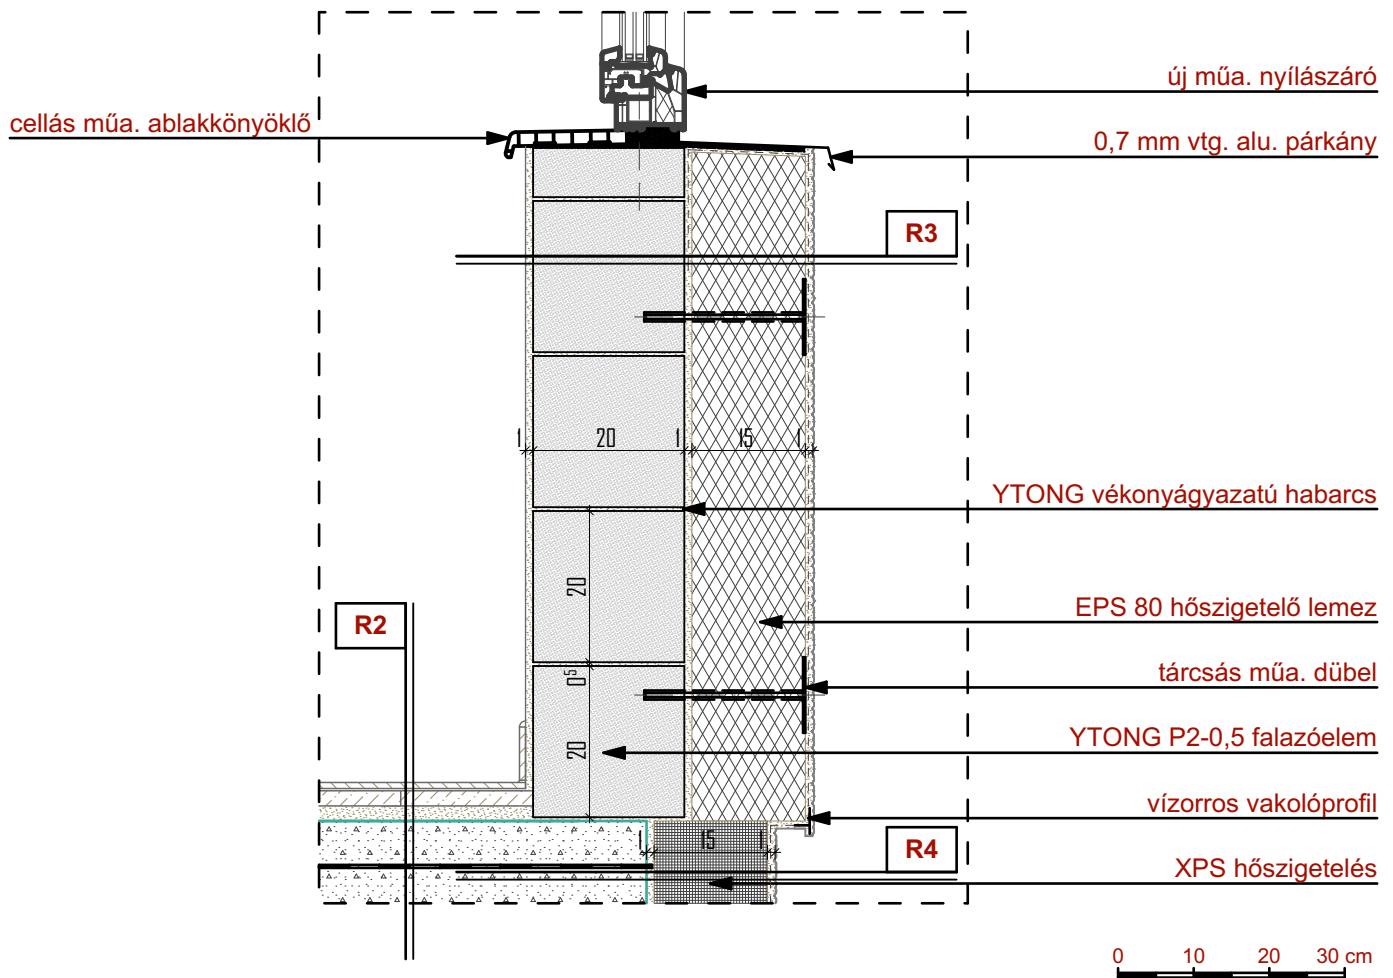 új műa. nyílászáró
cellás műa. ablakkönyöklő
0,7 mm vtg. alu. párkány
R3
1 20 1 15 1
YTONG vékonyágyazatú habarcs
20
EPS 80 hőszigetelő lemez
R2
tárcsás műa. dübel
0⁵
YTONG P2-0,5 falazóelem
20
vízorros vakolóprofil
1 15 1
R4
XPS hőszigetelés
0 10 20 30 cm